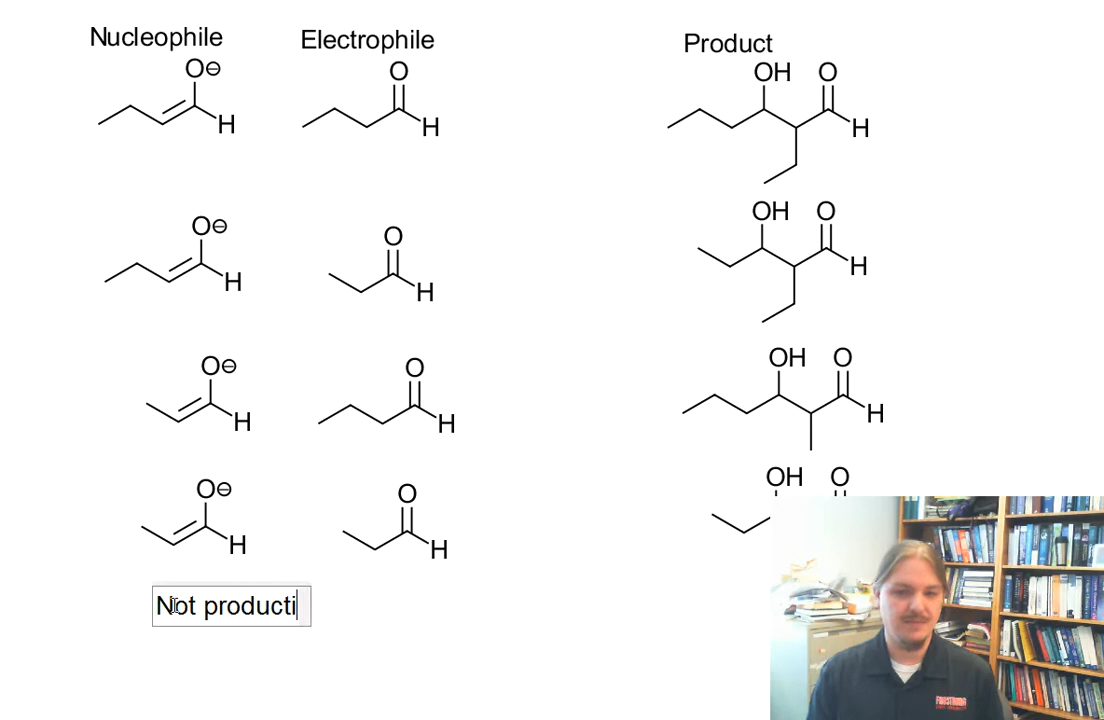 Nucleophile Electrophile Product
O⊖ O OH O
H H H
O⊖ O OH O
H H H
O⊖ O OH O
H H H
O⊖ O OH O
H H
Not producti